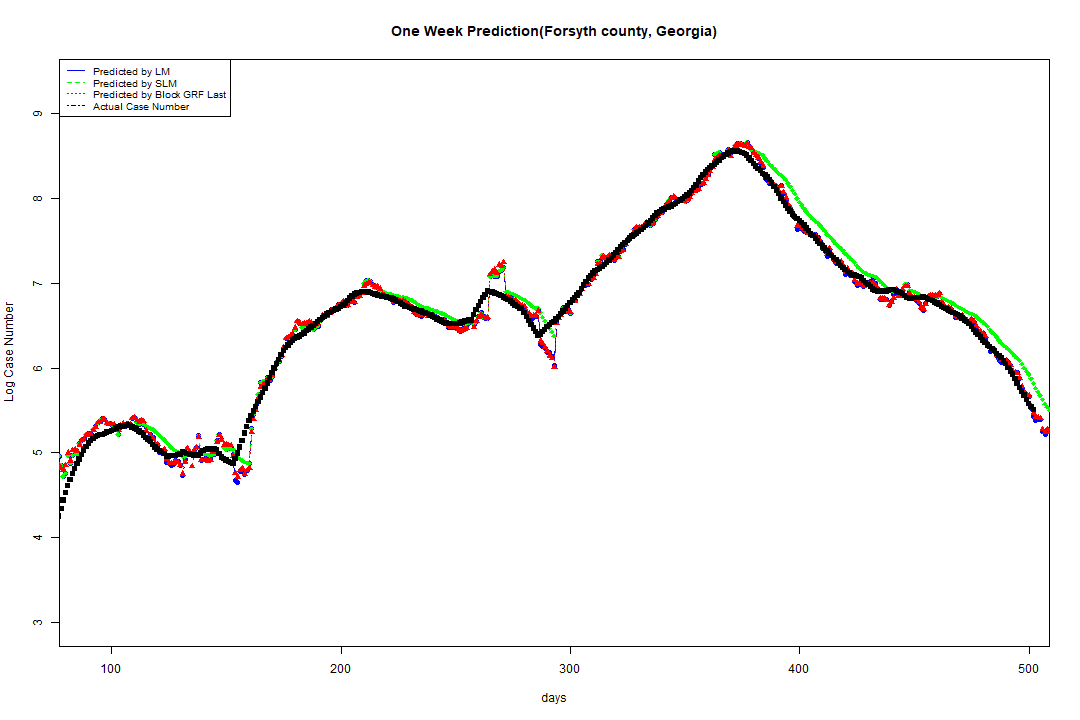 One Week Prediction(Forsyth county, Georgia)
Predicted by LM
Predicted by SLM
Predicted by Block GRF Last
Actual Case Number
Log Case Number
9
8
7
6
5
4
3
100 200 300 400 500
days